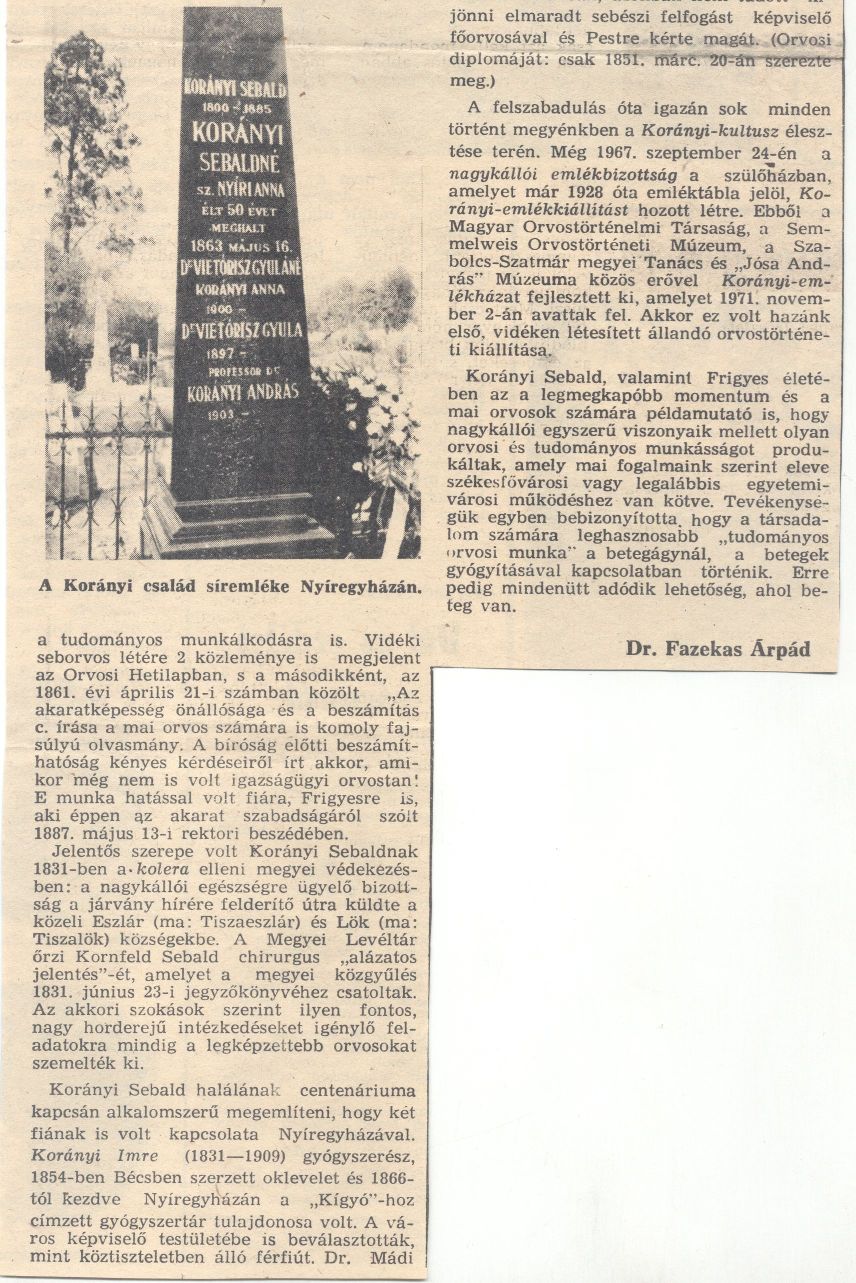 KORÁNYI SEBALD
1800-1885
KORÁNYI
SEBALDNÉ
SZ. NYÍRI ANNA
ÉLT 50 ÉVET
MEGHALT
1863 MÁJUS 16.
Dr VIETÓRISZ GYULÁNÉ
KORÁNYI ANNA
1900 -
Dr VIETÓRISZ GYULA
1897 -
PROFESSOR Dr
KORÁNYI ANDRÁS
1903 -
A Korányi család síremléke Nyíregyházán.
a tudományos munkálkodásra is. Vidéki
seborvos létére 2 közleménye is megjelent
az Orvosi Hetilapban, s a másodikként, az
1861. évi április 21-i számban közölt „Az
akaratképesség önállósága és a beszámítás
c. írása a mai orvos számára is komoly faj-
súlyú olvasmány. A bíróság előtti beszámít-
hatóság kényes kérdéseiről írt akkor, ami-
kor még nem is volt igazságügyi orvostan!
E munka hatással volt fiára, Frigyesre is,
aki éppen az akarat szabadságáról szólt
1887. május 13-i rektori beszédében.
Jelentős szerepe volt Korányi Sebaldnak
1831-ben a kolera elleni megyei védekezés-
ben: a nagykállói egészségre ügyelő bizott-
ság a járvány hírére felderítő útra küldte a
közeli Eszlár (ma: Tiszaeszlár) és Lök (ma:
Tiszalök) községekbe. A Megyei Levéltár
őrzi Kornfeld Sebald chirurgus „alázatos
jelentés”-ét, amelyet a megyei közgyűlés
1831. június 23-i jegyzőkönyvéhez csatoltak.
Az akkori szokások szerint ilyen fontos,
nagy horderejű intézkedéseket igénylő fel-
adatokra mindig a legképzettebb orvosokat
szemelték ki.
Korányi Sebald halálának centenáriuma
kapcsán alkalomszerű megemlíteni, hogy két
fiának is volt kapcsolata Nyíregyházával.
Korányi Imre (1831—1909) gyógyszerész,
1854-ben Bécsben szerzett oklevelet és 1866-
tól kezdve Nyíregyházán a „Kígyó”-hoz
címzett gyógyszertár tulajdonosa volt. A vá-
ros képviselő testületébe is beválasztották,
mint köztiszteletben álló férfiút. Dr. Mádi
jönni elmaradt sebészi felfogást képviselő
főorvosával és Pestre kérte magát. (Orvosi
diplomáját: csak 1851. márc. 20-án szerezte
meg.)
A felszabadulás óta igazán sok minden
történt megyénkben a Korányi-kultusz élesz-
tése terén. Még 1967. szeptember 24-én a
nagykállói emlékbizottság a szülőházban,
amelyet már 1928 óta emléktábla jelöl, Ko-
rányi-emlékkiállítást hozott létre. Ebből a
Magyar Orvostörténelmi Társaság, a Sem-
melweis Orvostörténeti Múzeum, a Sza-
bolcs-Szatmár megyei Tanács és „Jósa And-
rás” Múzeuma közös erővel Korányi-em-
lékházat fejlesztett ki, amelyet 1971. novem-
ber 2-án avattak fel. Akkor ez volt hazánk
első, vidéken létesített állandó orvostörténe-
ti kiállítása.
Korányi Sebald, valamint Frigyes életé-
ben az a legmegkapóbb momentum és a
mai orvosok számára példamutató is, hogy
nagykállói egyszerű viszonyaik mellett olyan
orvosi és tudományos munkásságot produ-
káltak, amely mai fogalmaink szerint eleve
székesfővárosi vagy legalábbis egyetemi-
városi működéshez van kötve. Tevékenysé-
gük egyben bebizonyította, hogy a társada-
lom számára leghasznosabb „tudományos
orvosi munka” a betegágynál, a betegek
gyógyításával kapcsolatban történik. Erre
pedig mindenütt adódik lehetőség, ahol be-
teg van.
Dr. Fazekas Árpád